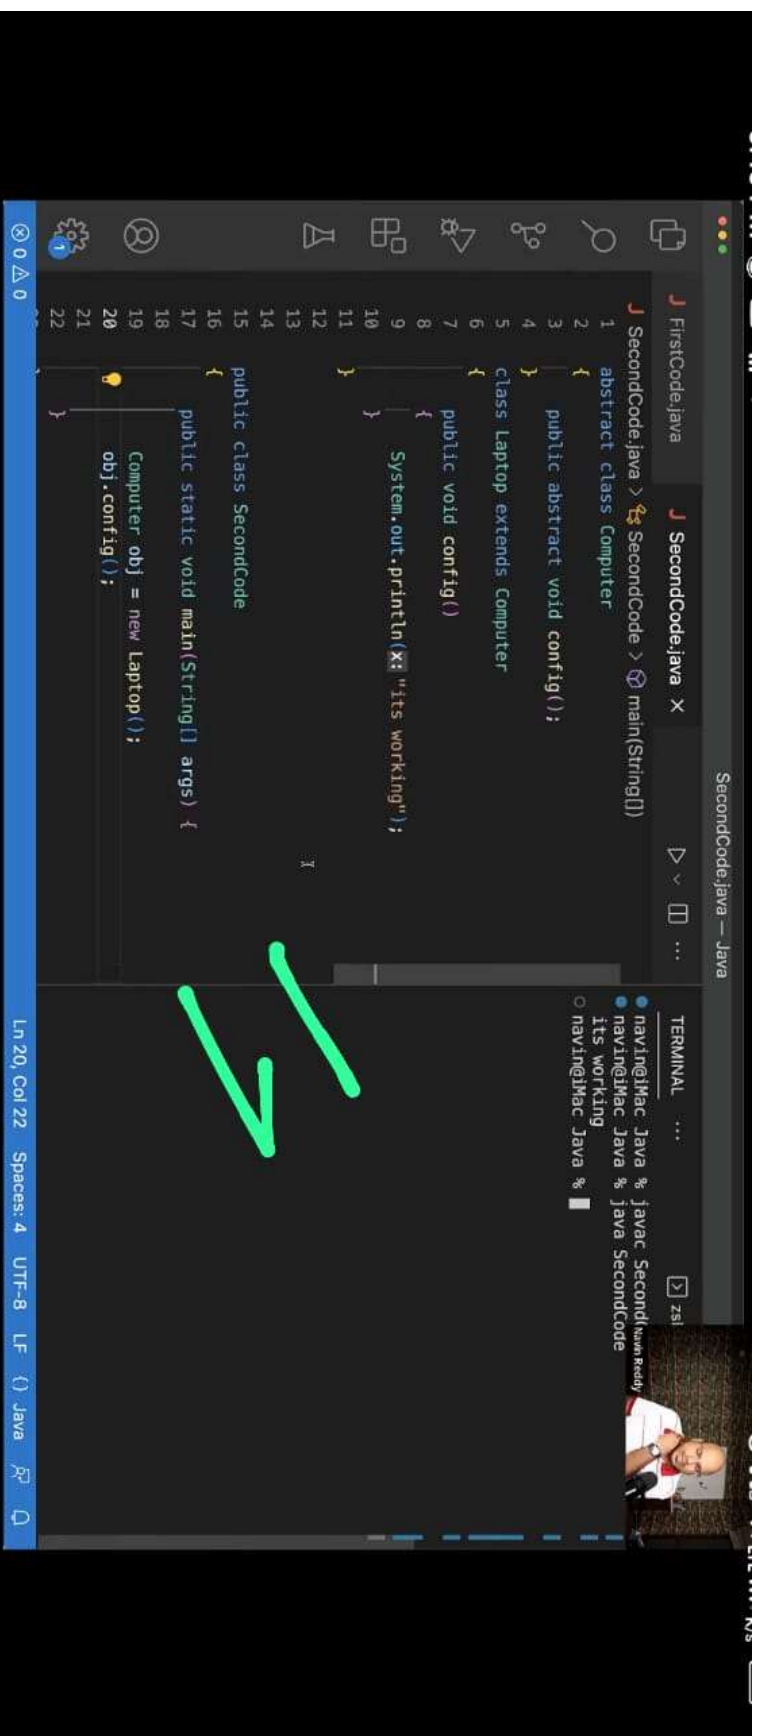 SecondCode.java — Java
FirstCode.java
SecondCode.java
SecondCode.java > SecondCode > main(String[])
1 abstract class Computer
2 {
3 public abstract void config();
4 }
5 class Laptop extends Computer
6 {
7 public void config()
8 {
9 System.out.println(x: "its working");
10 }
11 }
12
13
14
15 public class SecondCode
16 {
17 public static void main(String[] args) {
18
19 Computer obj = new Laptop();
20 obj.config();
21
22 }
TERMINAL ...
navin@iMac Java % javac Second
navin@iMac Java % java SecondCode
its working
navin@iMac Java %
Navin Reddy
1
0 0
Ln 20, Col 22 Spaces: 4 UTF-8 LF {} Java